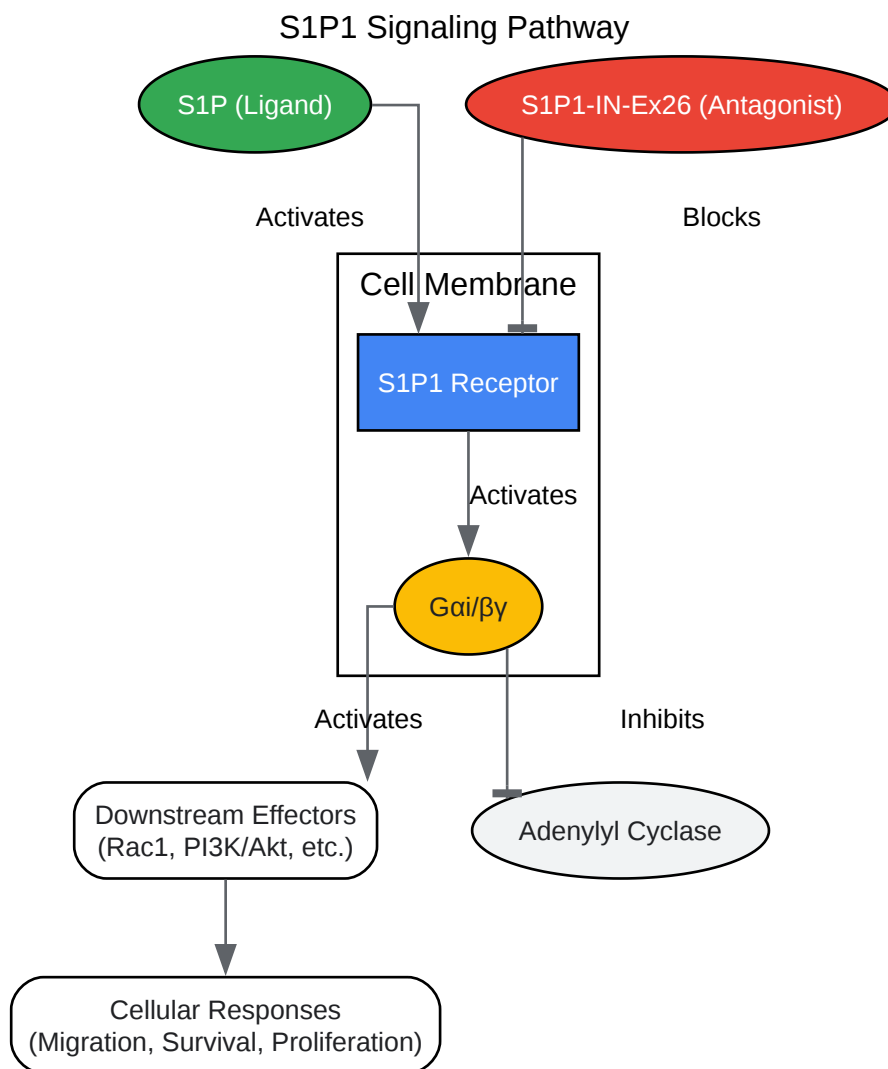 S1P1 Signaling Pathway
S1P (Ligand)
S1P1-IN-Ex26 (Antagonist)
Activates
Blocks
Cell Membrane
S1P1 Receptor
Activates
Gαi/βγ
Activates
Inhibits
Downstream Effectors
(Rac1, PI3K/Akt, etc.)
Adenylyl Cyclase
Cellular Responses
(Migration, Survival, Proliferation)